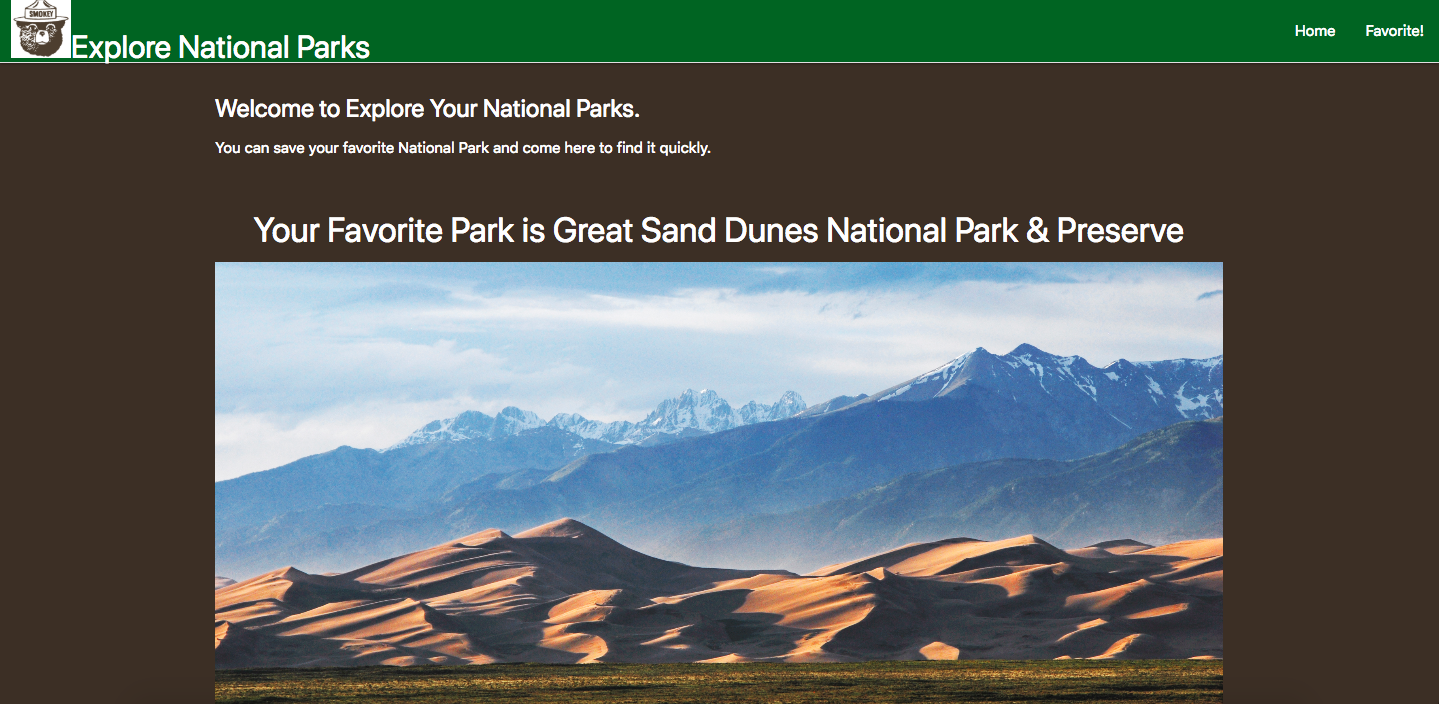 SMOKEY
Explore National Parks
Home
Favorite!
Welcome to Explore Your National Parks.
You can save your favorite National Park and come here to find it quickly.
Your Favorite Park is Great Sand Dunes National Park & Preserve